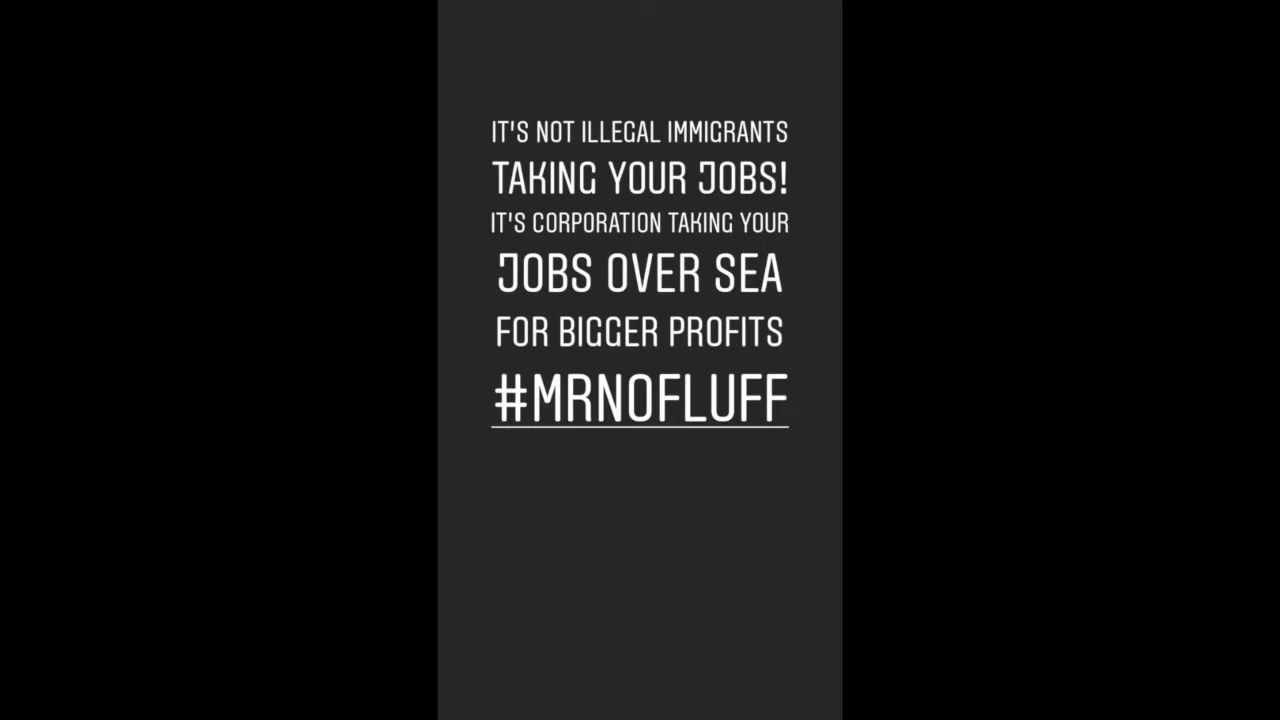 IT'S NOT ILLEGAL IMMIGRANTS
TAKING YOUR JOBS!
IT'S CORPORATION TAKING YOUR
JOBS OVER SEA
FOR BIGGER PROFITS
#MRNOFLUFF